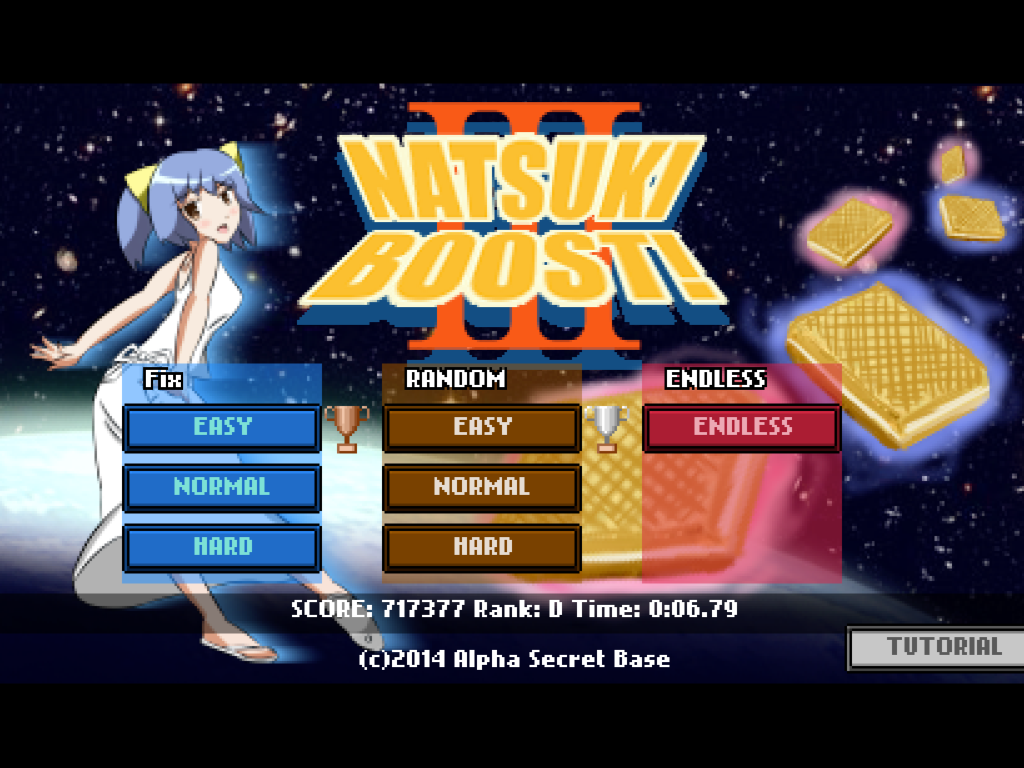 III
NATSUKI
BOOST!
Fix
RANDOM
ENDLESS
EASY
EASY
ENDLESS
NORMAL
NORMAL
HARD
HARD
SCORE: 717377 Rank: D Time: 0:06.79
TUTORIAL
(c)2014 Alpha Secret Base